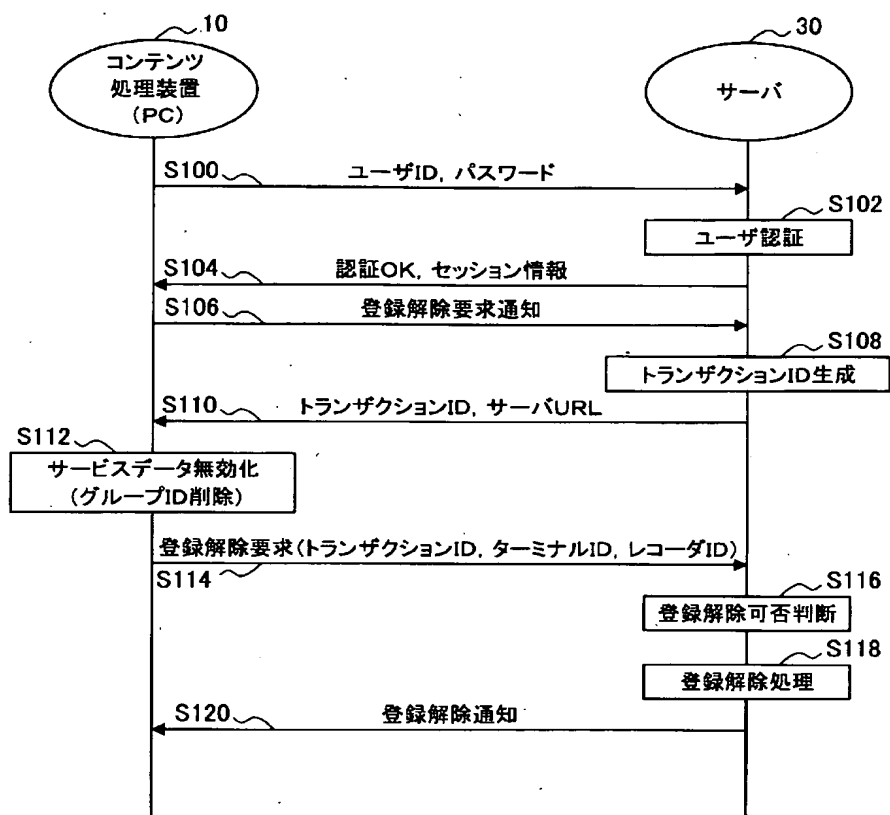 10
コンテンツ
処理装置
(PC)
30
サーバ
S100
ユーザID, パスワード
S102
ユーザ認証
S104
認証OK, セッション情報
S106
登録解除要求通知
S108
トランザクションID生成
S110
トランザクションID, サーバURL
S112
サービスデータ無効化
(グループID削除)
登録解除要求(トランザクションID, ターミナルID, レコーダID)
S114
S116
登録解除可否判断
S118
登録解除処理
S120
登録解除通知